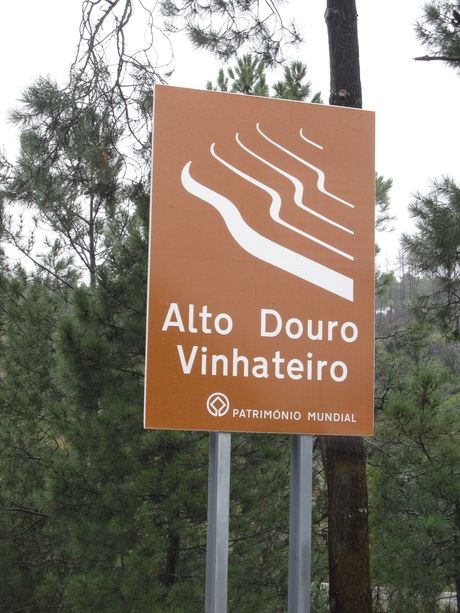 Alto Douro
Vinhateiro
PATRIMÓNIO MUNDIAL